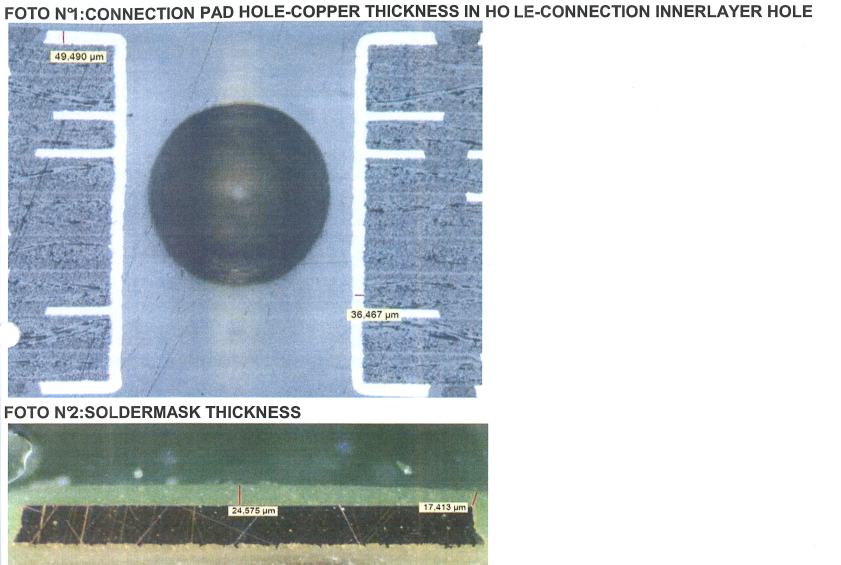 FOTO N°1:CONNECTION PAD HOLE-COPPER THICKNESS IN HO LE-CONNECTION INNERLAYER HOLE
49,490 µm
36,467 µm
FOTO N°2:SOLDERMASK THICKNESS
24,575 µm
17,413 µm